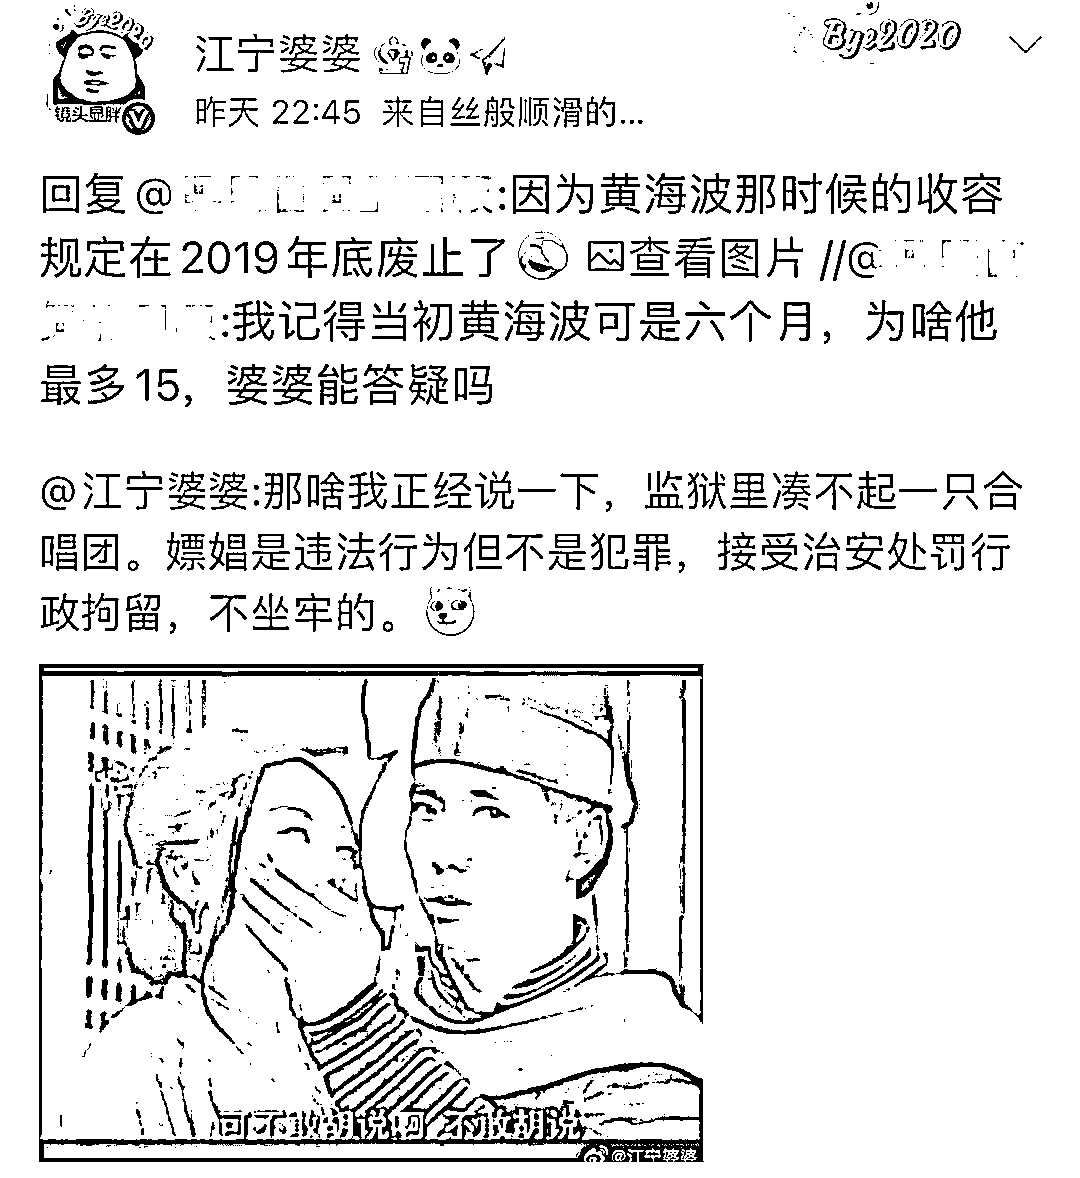 Bye2020
江宁婆婆
Bye2020
镜头显胖
昨天 22:45 来自丝般顺滑的...
回复@:因为黄海波那时候的收容
规定在2019年底废止了 查看图片 //@
:我记得当初黄海波可是六个月，为啥他
最多15，婆婆能答疑吗
@江宁婆婆:那啥我正经说一下，监狱里凑不起一只合
唱团。嫖娼是违法行为但不是犯罪，接受治安处罚行
政拘留，不坐牢的。
可不敢胡说啊 不敢胡说
@江宁婆婆